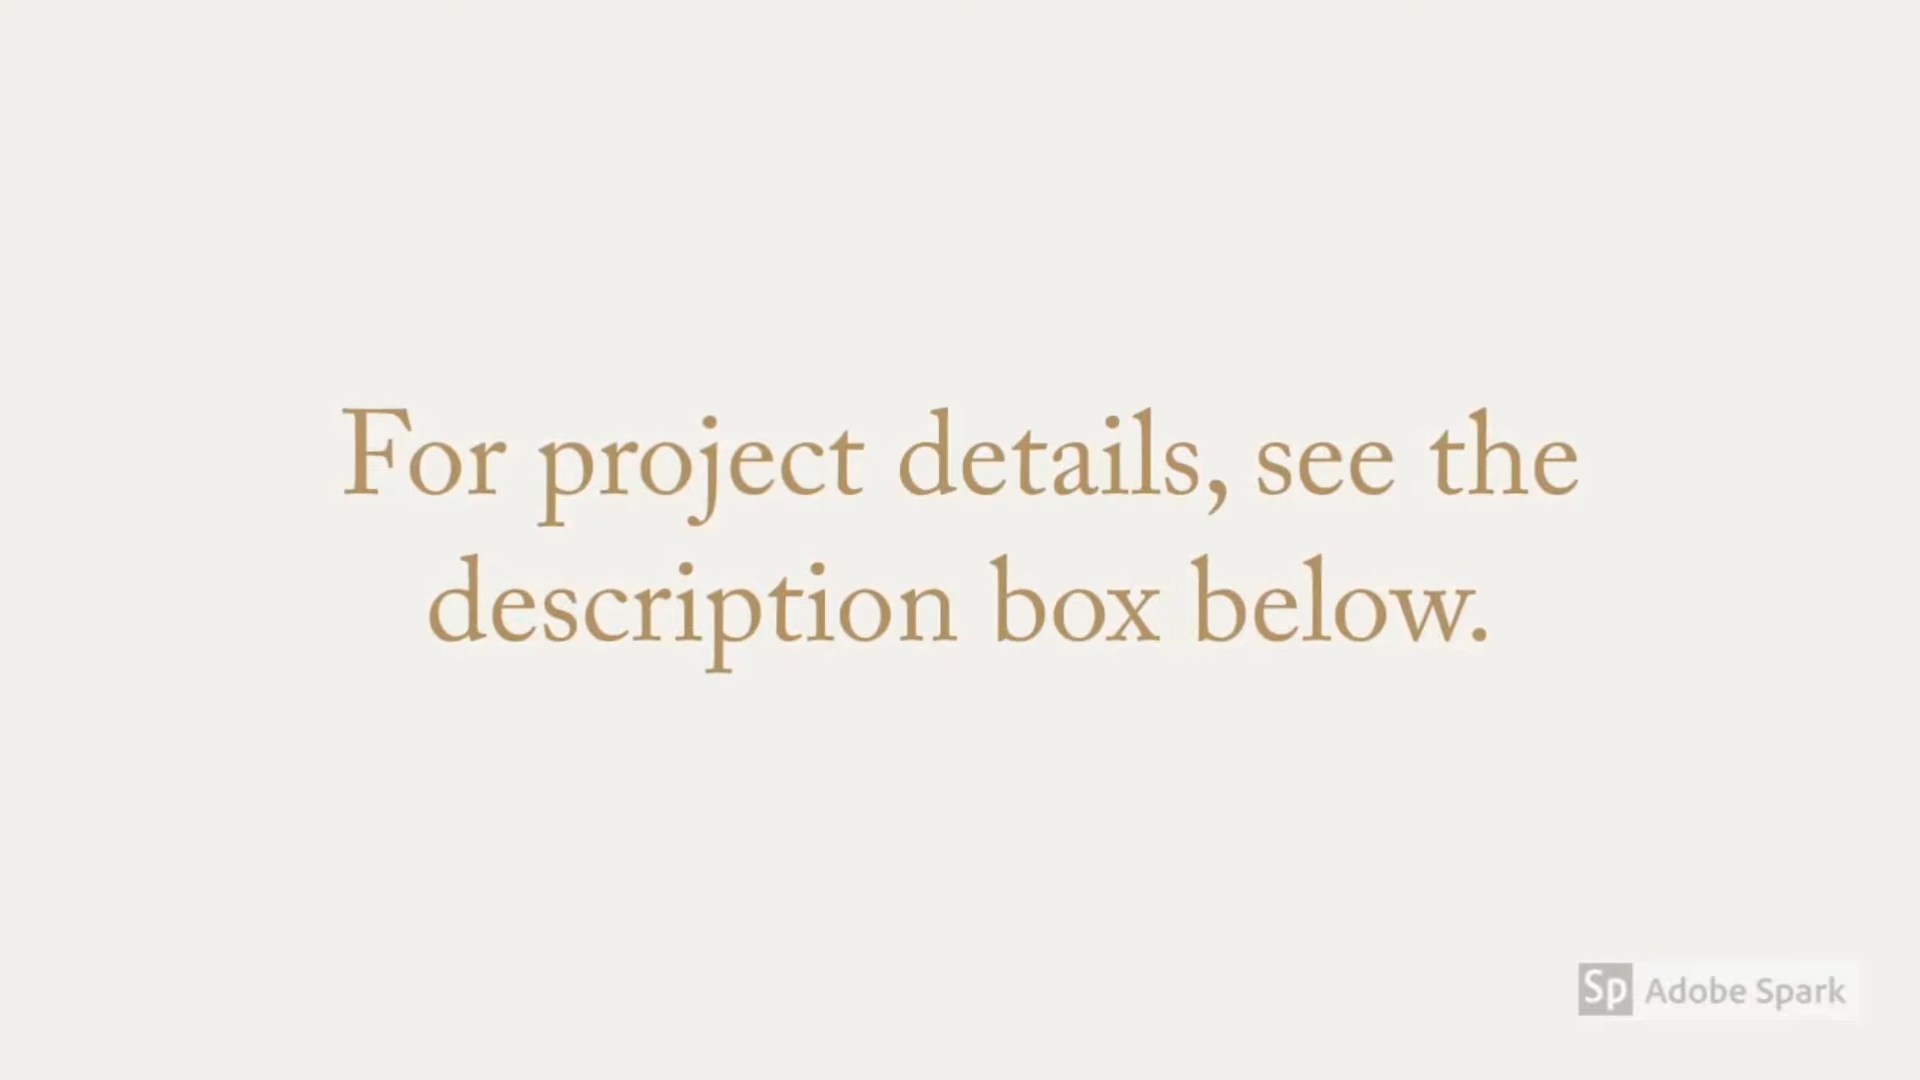 For project details, see the
description box below.
Sp Adobe Spark